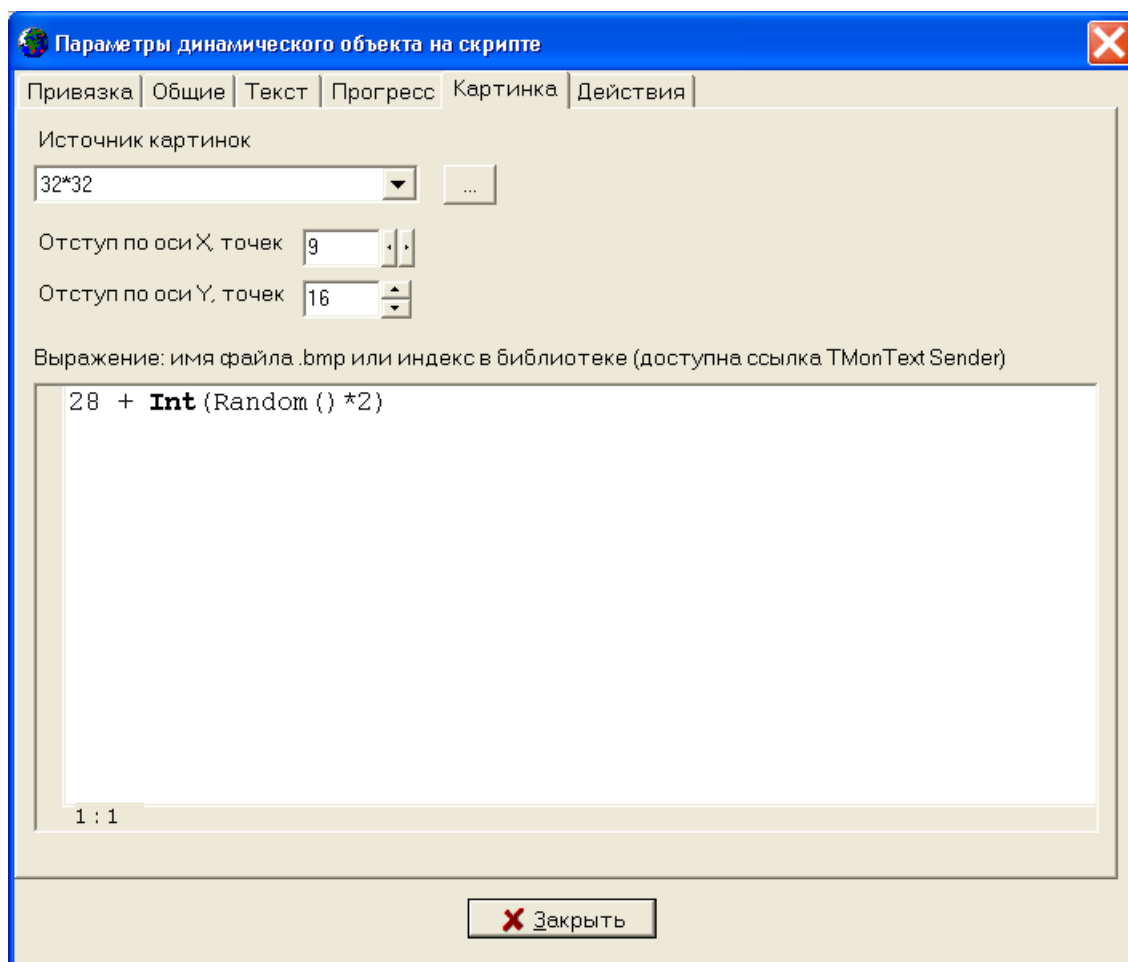 Параметры динамического объекта на скрипте
Привязка Общие Текст Прогресс Картинка Действия
Источник картинок
32*32 ...
Отступ по оси X, точек 9
Отступ по оси Y, точек 16
Выражение: имя файла .bmp или индекс в библиотеке (доступна ссылка TMonText Sender)
28 + Int(Random()*2)
1:1
Закрыть